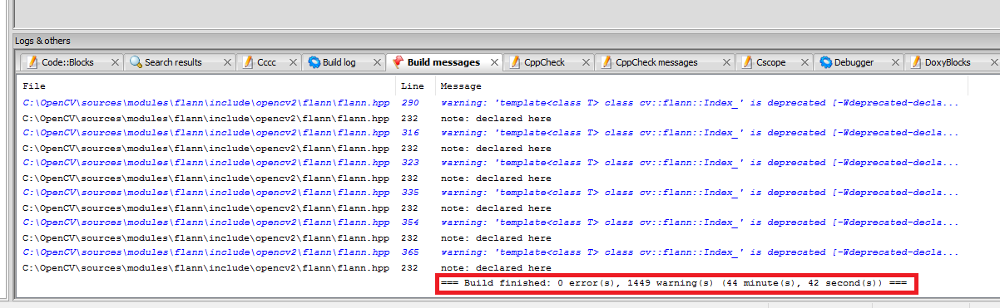 Logs & others
Code::Blocks Search results Cccc Build log Build messages CppCheck CppCheck messages Cscope Debugger DoxyBlocks
File Line Message
C:\OpenCV\sources\modules\flann\include\opencv2\flann\flann.hpp 290 warning: 'template<class T> class cv::flann::Index_' is deprecated [-Wdeprecated-decla...
C:\OpenCV\sources\modules\flann\include\opencv2\flann\flann.hpp 232 note: declared here
C:\OpenCV\sources\modules\flann\include\opencv2\flann\flann.hpp 316 warning: 'template<class T> class cv::flann::Index_' is deprecated [-Wdeprecated-decla...
C:\OpenCV\sources\modules\flann\include\opencv2\flann\flann.hpp 232 note: declared here
C:\OpenCV\sources\modules\flann\include\opencv2\flann\flann.hpp 323 warning: 'template<class T> class cv::flann::Index_' is deprecated [-Wdeprecated-decla...
C:\OpenCV\sources\modules\flann\include\opencv2\flann\flann.hpp 232 note: declared here
C:\OpenCV\sources\modules\flann\include\opencv2\flann\flann.hpp 335 warning: 'template<class T> class cv::flann::Index_' is deprecated [-Wdeprecated-decla...
C:\OpenCV\sources\modules\flann\include\opencv2\flann\flann.hpp 232 note: declared here
C:\OpenCV\sources\modules\flann\include\opencv2\flann\flann.hpp 354 warning: 'template<class T> class cv::flann::Index_' is deprecated [-Wdeprecated-decla...
C:\OpenCV\sources\modules\flann\include\opencv2\flann\flann.hpp 232 note: declared here
C:\OpenCV\sources\modules\flann\include\opencv2\flann\flann.hpp 365 warning: 'template<class T> class cv::flann::Index_' is deprecated [-Wdeprecated-decla...
C:\OpenCV\sources\modules\flann\include\opencv2\flann\flann.hpp 232 note: declared here
=== Build finished: 0 error(s), 1449 warning(s) (44 minute(s), 42 second(s)) ===